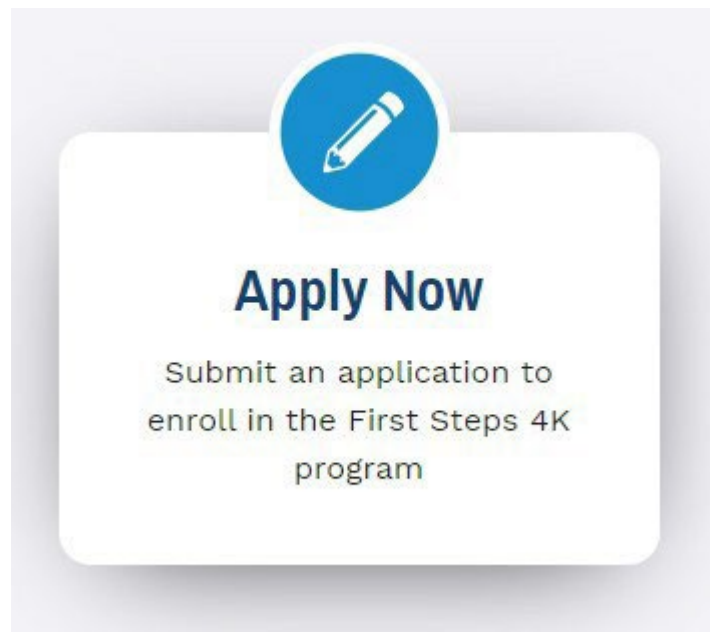 Apply Now
Submit an application to
enroll in the First Steps 4K
program